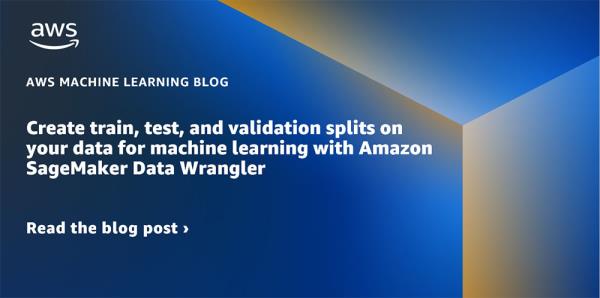 aws
AWS MACHINE LEARNING BLOG
Create train, test, and validation splits on
your data for machine learning with Amazon
SageMaker Data Wrangler
Read the blog post ›